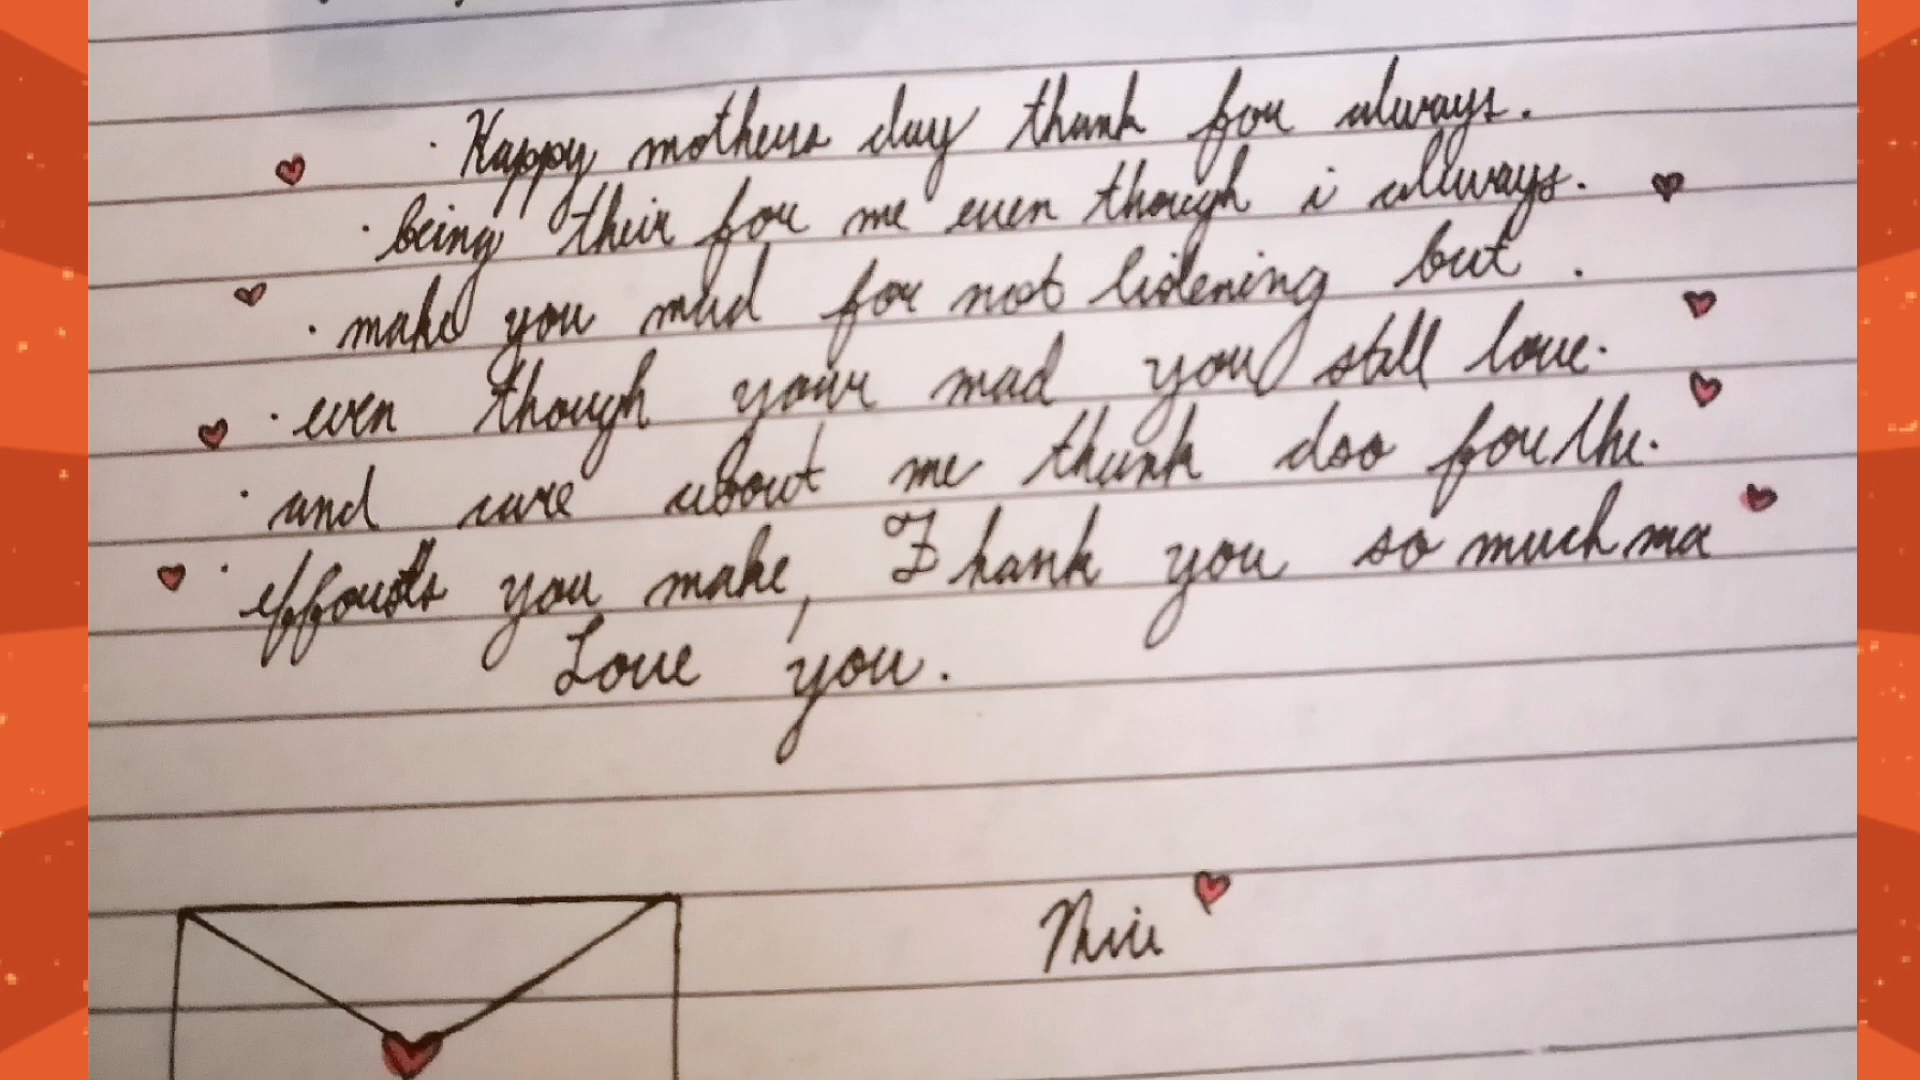 · Happy mothers day thank for always.
· being their for me even though i always.
· make you mad for not listening but .
· even though your mad you still love.
· and care about me thank doo for the.
· efforts you make, Thank you so much ma
Love you.